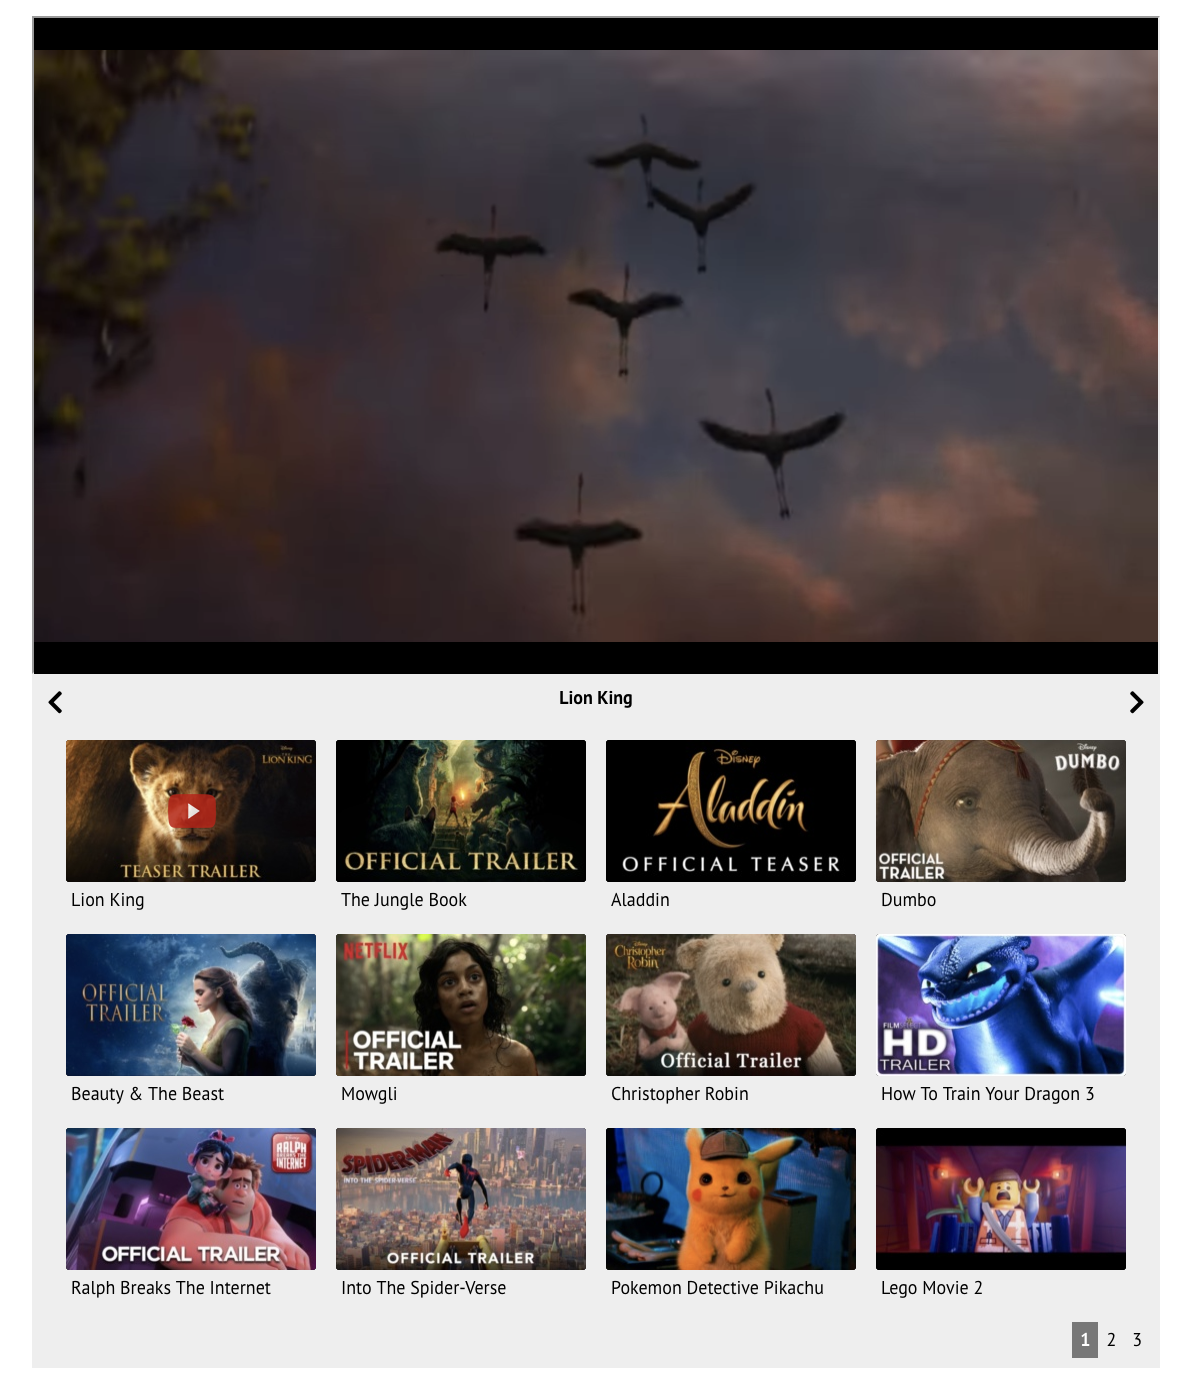 Lion King
Disney
THE
LION KING
TEASER TRAILER
OFFICIAL TRAILER
Disney
Aladdin
OFFICIAL TEASER
Disney
DUMBO
OFFICIAL
TRAILER
Lion King
The Jungle Book
Aladdin
Dumbo
OFFICIAL
TRAILER
NETFLIX
OFFICIAL
TRAILER
Disney
Christopher
Robin
Official Trailer
HD
TRAILER
Beauty & The Beast
Mowgli
Christopher Robin
How To Train Your Dragon 3
RALPH
BREAKS THE
INTERNET
OFFICIAL TRAILER
SPIDER-MAN
INTO THE SPIDER-VERSE
OFFICIAL TRAILER
Ralph Breaks The Internet
Into The Spider-Verse
Pokemon Detective Pikachu
Lego Movie 2
1 2 3